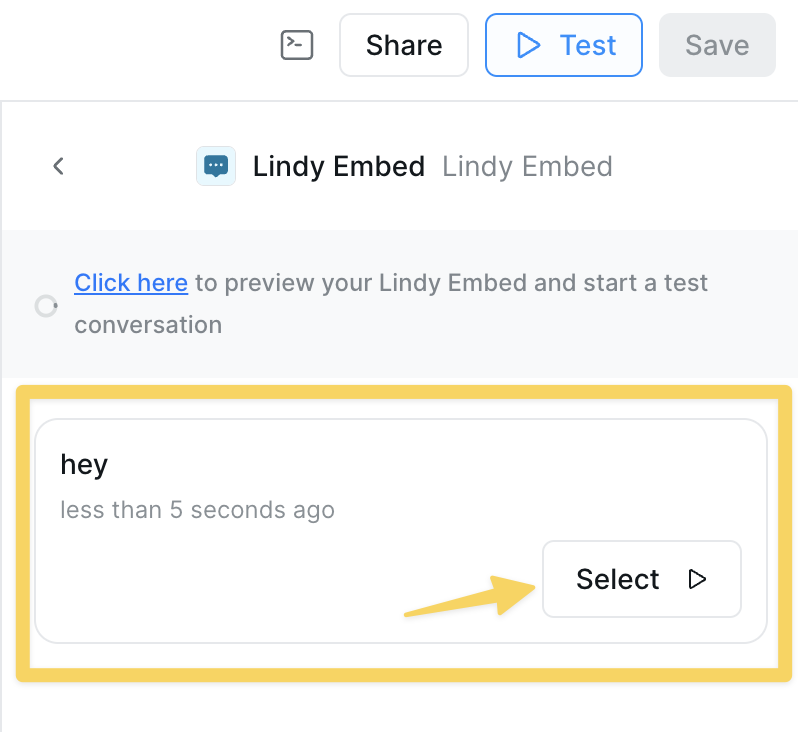 Share
Test
Save
Lindy Embed Lindy Embed
Click here to preview your Lindy Embed and start a test
conversation
hey
less than 5 seconds ago
Select